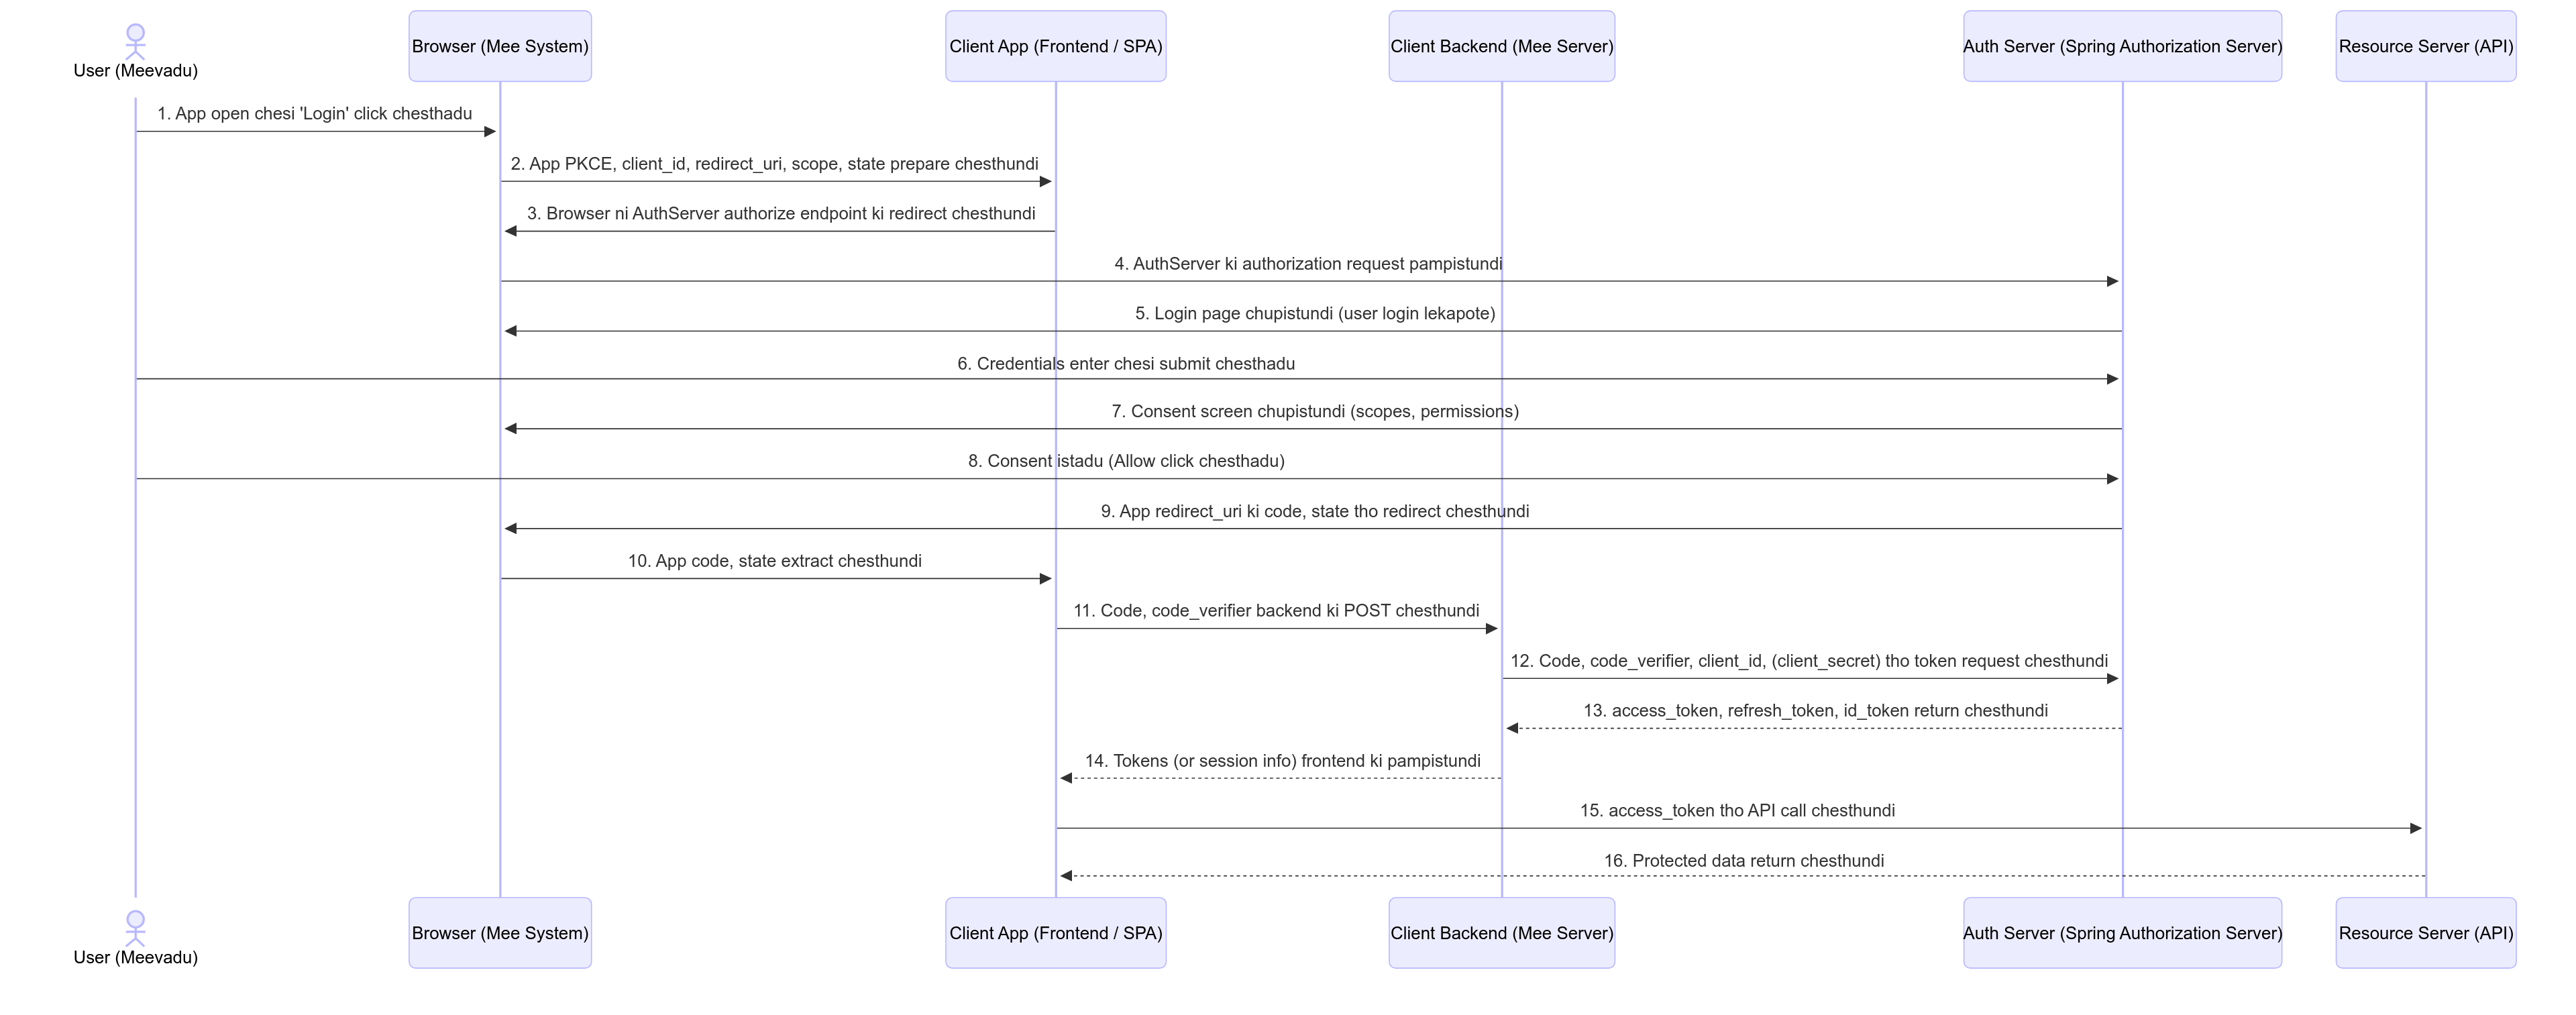 User (Meevadu)
Browser (Mee System)
Client App (Frontend / SPA)
Client Backend (Mee Server)
Auth Server (Spring Authorization Server)
Resource Server (API)
1. App open chesi 'Login' click chesthadu
2. App PKCE, client_id, redirect_uri, scope, state prepare chesthundi
3. Browser ni AuthServer authorize endpoint ki redirect chesthundi
4. AuthServer ki authorization request pampistundi
5. Login page chupistundi (user login lekapote)
6. Credentials enter chesi submit chesthadu
7. Consent screen chupistundi (scopes, permissions)
8. Consent istadu (Allow click chesthadu)
9. App redirect_uri ki code, state tho redirect chesthundi
10. App code, state extract chesthundi
11. Code, code_verifier backend ki POST chesthundi
12. Code, code_verifier, client_id, (client_secret) tho token request chesthundi
13. access_token, refresh_token, id_token return chesthundi
14. Tokens (or session info) frontend ki pampistundi
15. access_token tho API call chesthundi
16. Protected data return chesthundi
User (Meevadu)
Browser (Mee System)
Client App (Frontend / SPA)
Client Backend (Mee Server)
Auth Server (Spring Authorization Server)
Resource Server (API)